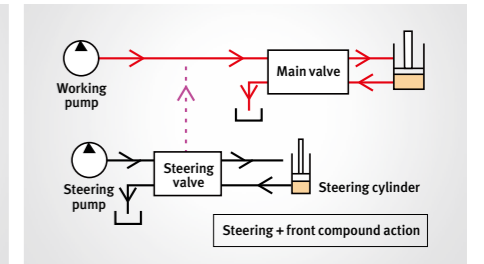 Working
pump
Main valve
Steering
pump
Steering
valve
Steering cylinder
Steering + front compound action